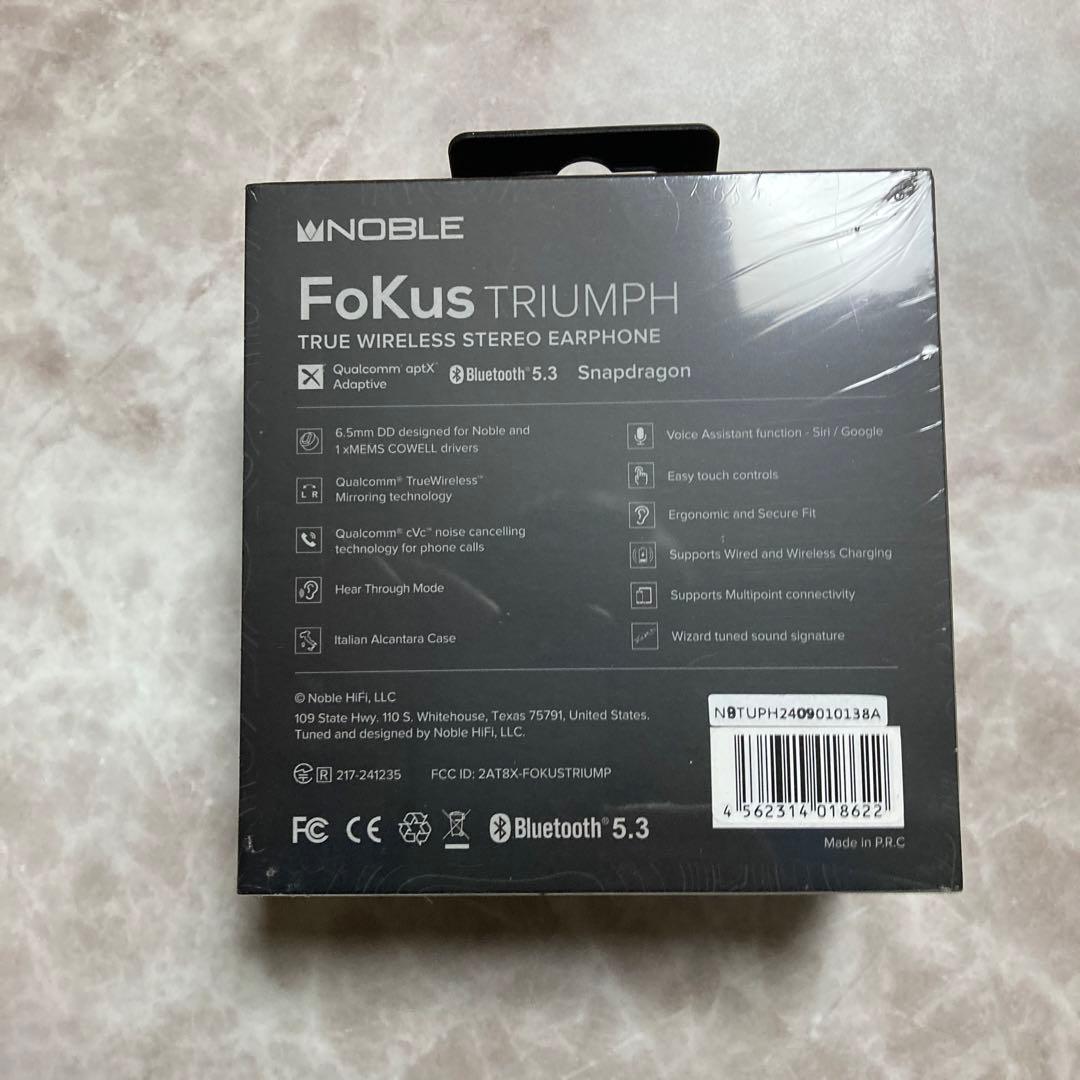 NOBLE
FoKus TRIUMPH
TRUE WIRELESS STEREO EARPHONE
Qualcomm aptX™
Adaptive
Bluetooth® 5.3
Snapdragon
6.5mm DD designed for Noble and
1 xMEMS COWELL drivers
Qualcomm® TrueWireless™
Mirroring technology
L R
Qualcomm® cVc™ noise cancelling
technology for phone calls
Hear Through Mode
Italian Alcantara Case
Voice Assistant function - Siri / Google
Easy touch controls
Ergonomic and Secure Fit
Supports Wired and Wireless Charging
Supports Multipoint connectivity
Wizard tuned sound signature
© Noble HiFi, LLC
109 State Hwy. 110 S. Whitehouse, Texas 75791, United States.
Tuned and designed by Noble HiFi, LLC.
R 217-241235 FCC ID: 2AT8X-FOKUSTRIUMP
FC CE Bluetooth® 5.3
NBTUPH2409010138A
4 562314 018622
Made in P.R.C